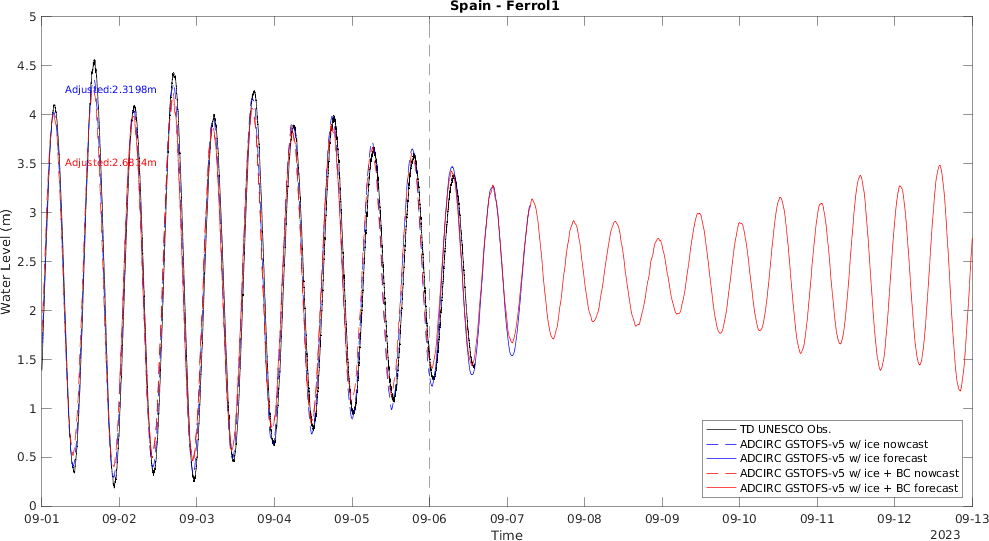 Spain - Ferrol1
5
4.5
4
3.5
3
2.5
2
1.5
1
0.5
0
Water Level (m)
Adjusted:2.3198m
Adjusted:2.6814m
TD UNESCO Obs.
ADCIRC GSTOFS-v5 w/ ice nowcast
ADCIRC GSTOFS-v5 w/ ice forecast
ADCIRC GSTOFS-v5 w/ ice + BC nowcast
ADCIRC GSTOFS-v5 w/ ice + BC forecast
09-01 09-02 09-03 09-04 09-05 09-06 09-07 09-08 09-09 09-10 09-11 09-12 09-13
Time
2023